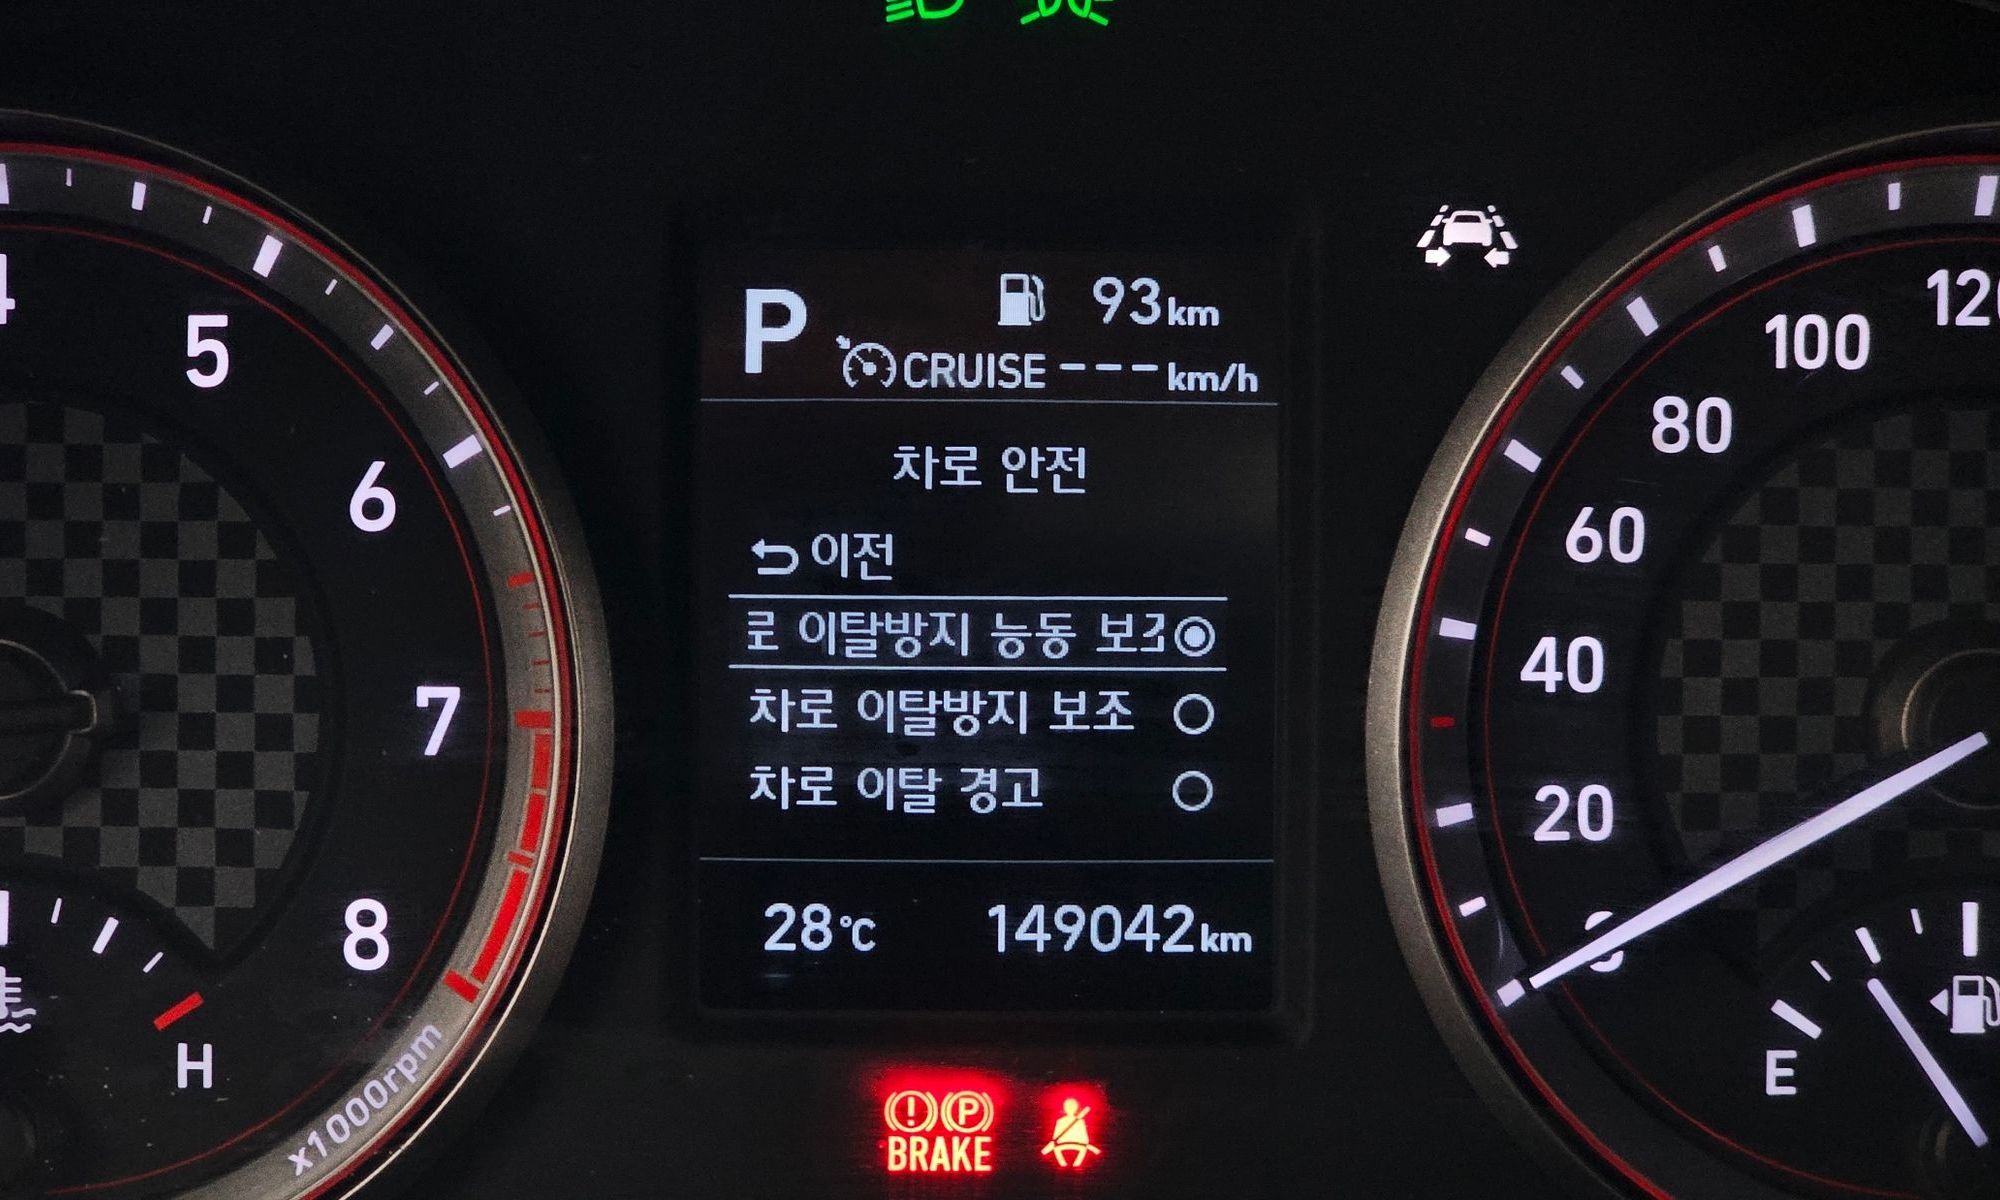 P
93km
CRUISE ---km/h
차로 안전
이전
로 이탈방지 능동 보조
차로 이탈방지 보조
차로 이탈 경고
28°C 149042km
4
5
6
7
8
H
x1000rpm
120
100
80
60
40
20
0
E
P
BRAKE